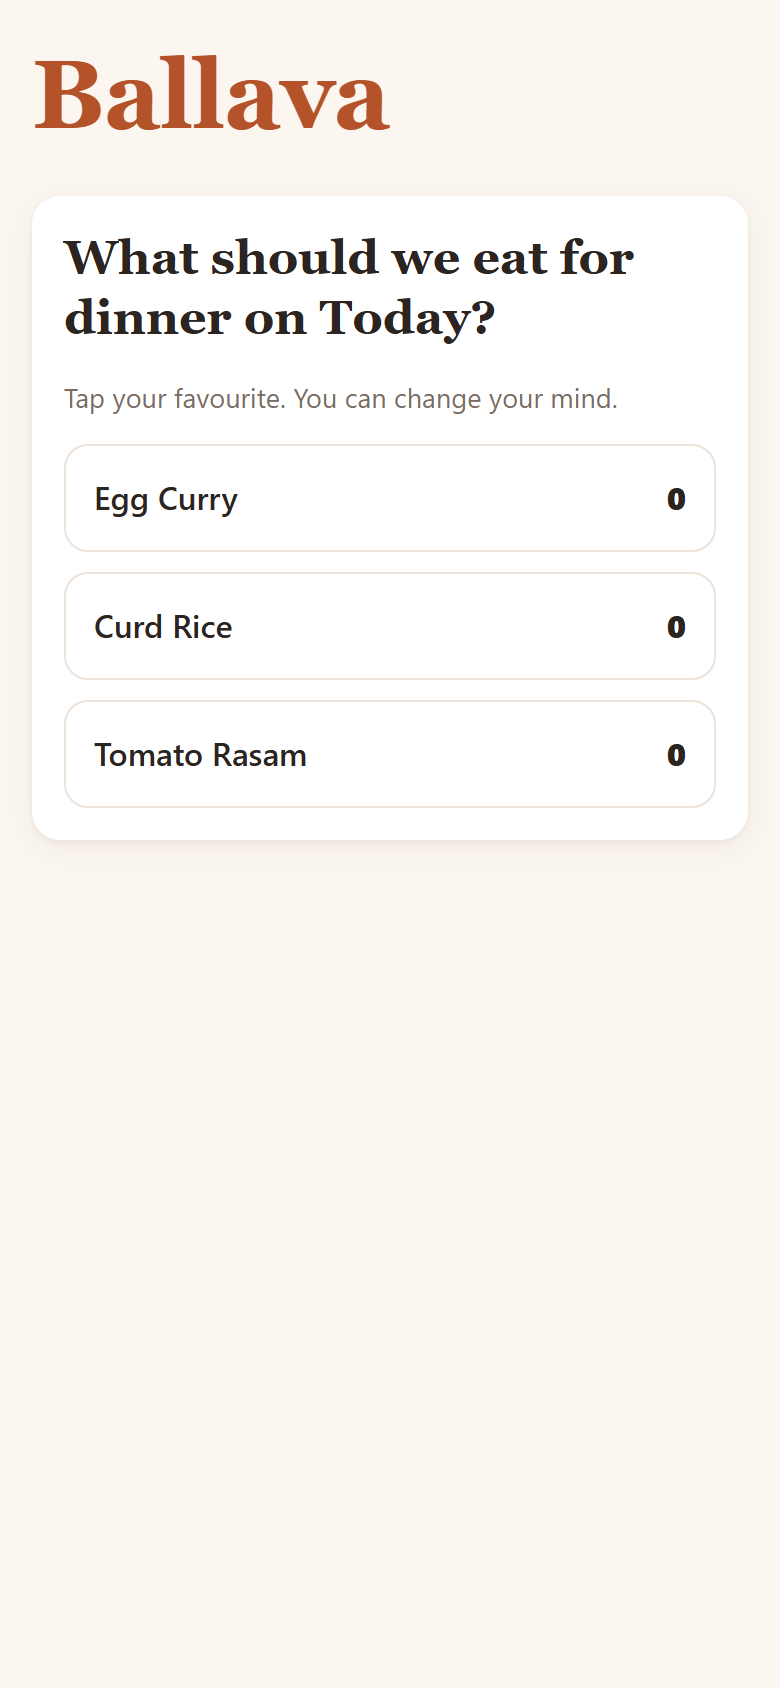 Ballava
What should we eat for
dinner on Today?
Tap your favourite. You can change your mind.
Egg Curry 0
Curd Rice 0
Tomato Rasam 0